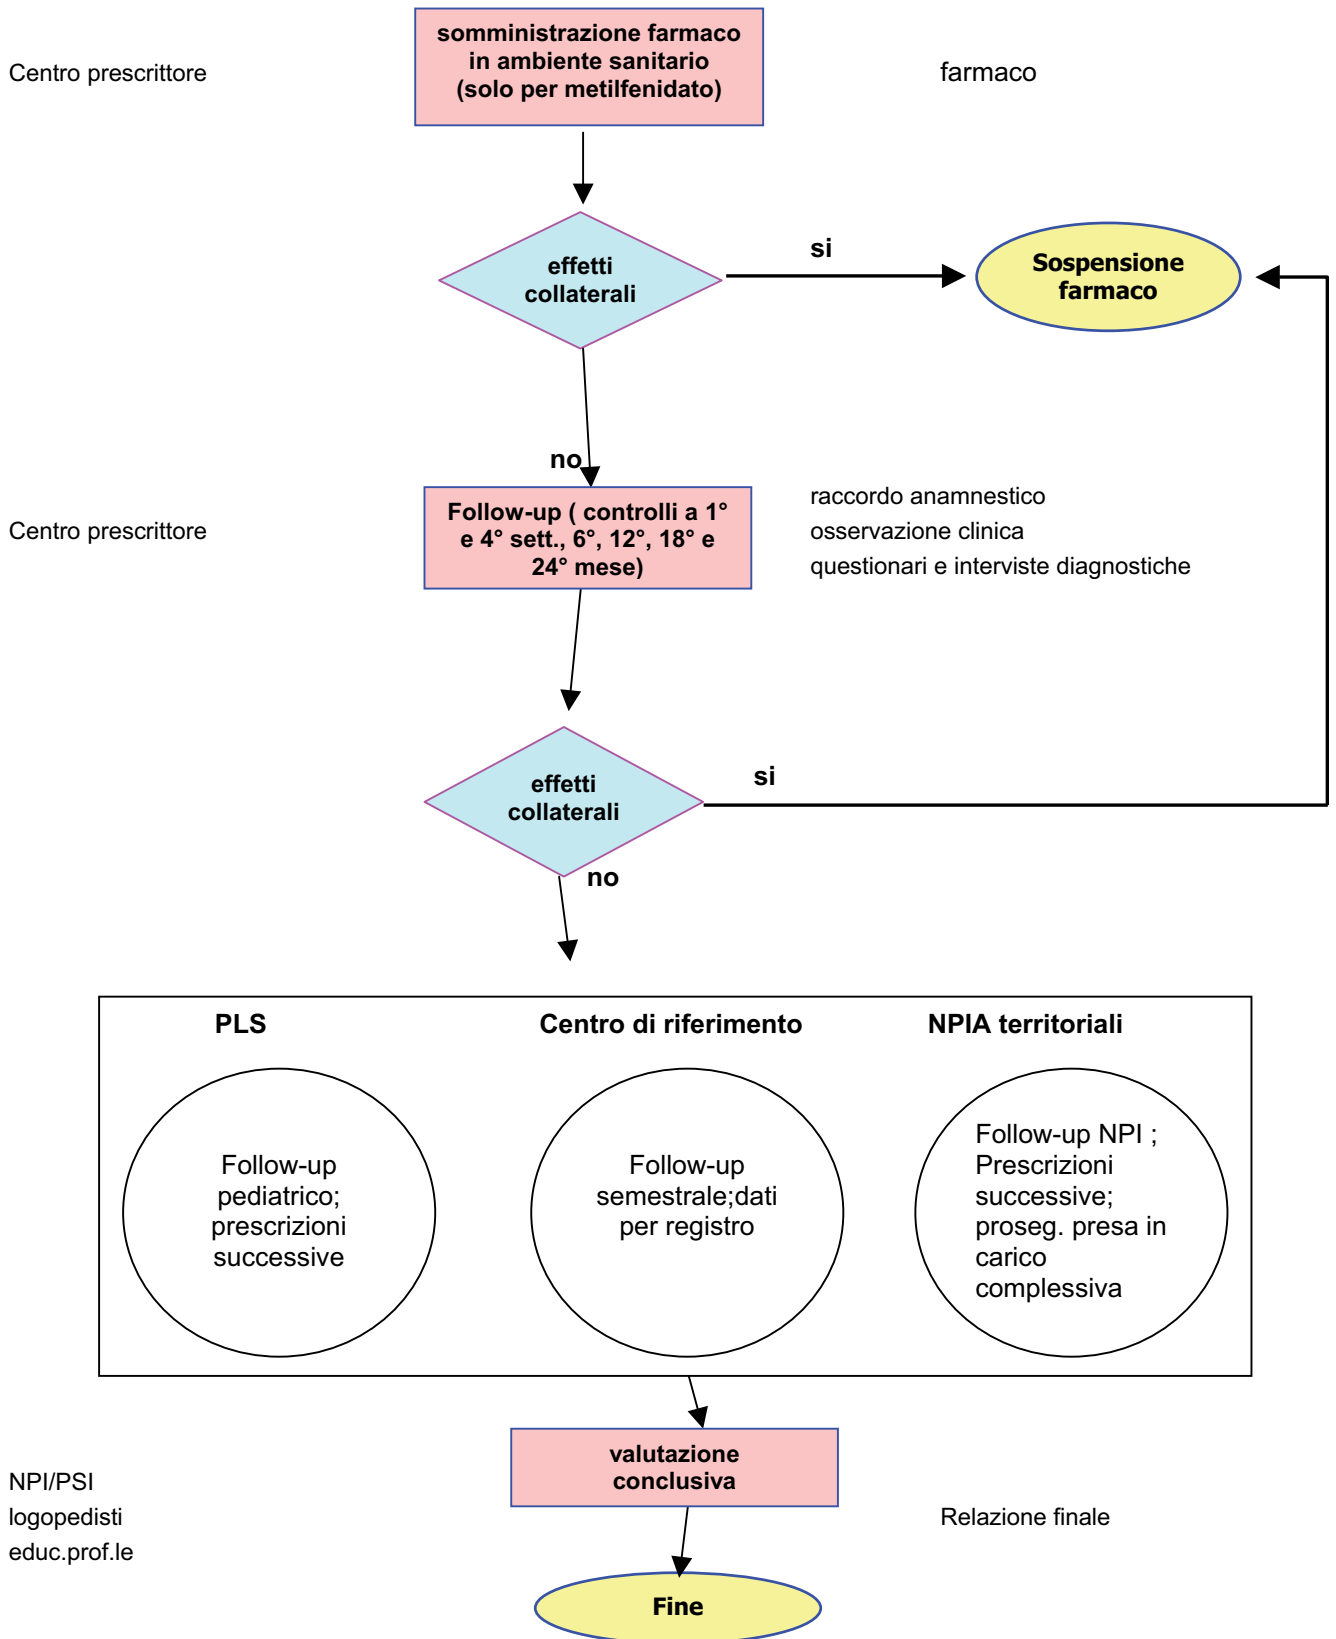 somministrazione farmaco
in ambiente sanitario
(solo per metilfenidato)
Centro prescrittore
farmaco
effetti
collaterali
si
Sospensione
farmaco
no
Centro prescrittore
Follow-up ( controlli a 1°
e 4° sett., 6°, 12°, 18° e
24° mese)
raccordo anamnestico
osservazione clinica
questionari e interviste diagnostiche
effetti
collaterali
si
no
PLS
Centro di riferimento
NPIA territoriali
Follow-up
pediatrico;
prescrizioni
successive
Follow-up
semestrale;dati
per registro
Follow-up NPI ;
Prescrizioni
successive;
proseg. presa in
carico
complessiva
valutazione
conclusiva
NPI/PSI
logopedisti
educ.prof.le
Relazione finale
Fine